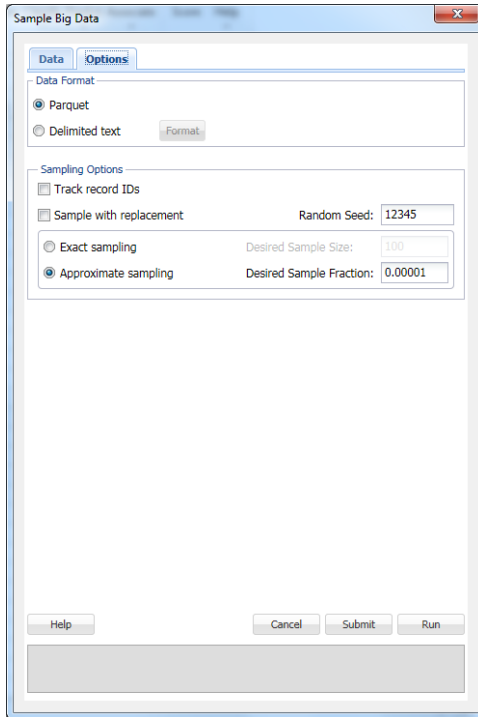 Sample Big Data
Help
Data Options
Data Format
Parquet
Delimited text Format
Sampling Options
Track record IDs
Sample with replacement Random Seed: 12345
Exact sampling Desired Sample Size: 100
Approximate sampling Desired Sample Fraction: 0.00001
Help Cancel Submit Run